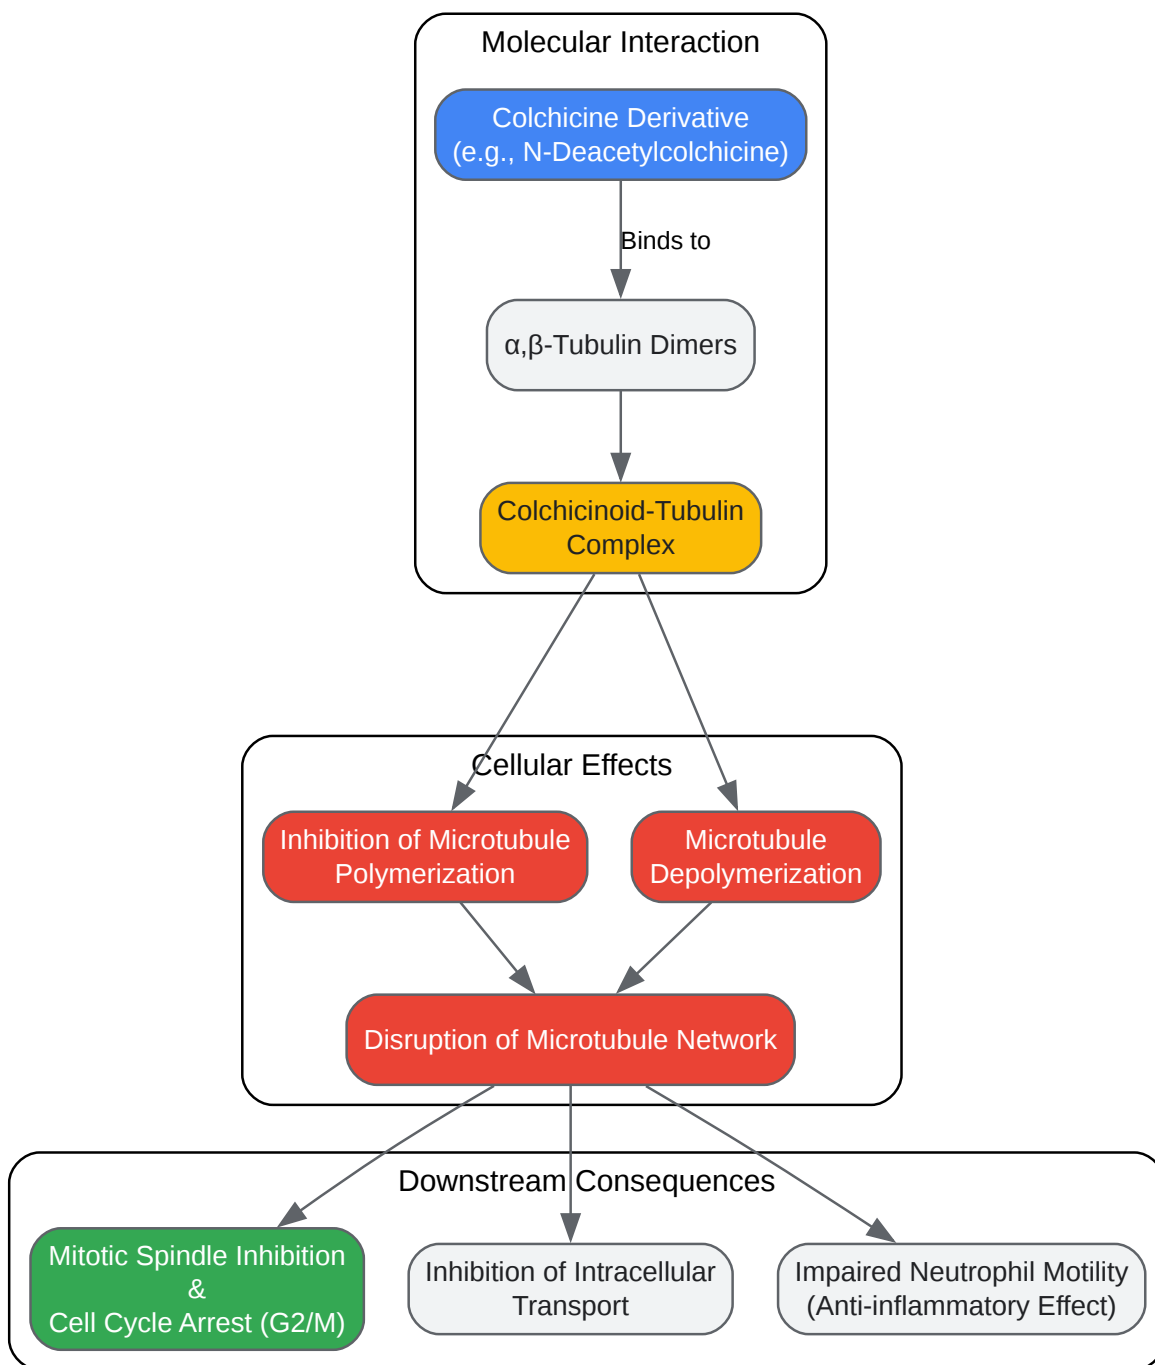 Molecular Interaction
Colchicine Derivative
(e.g., N-Deacetylcolchicine)
Binds to
α,β-Tubulin Dimers
Colchicinoid-Tubulin
Complex
Cellular Effects
Inhibition of Microtubule
Polymerization
Microtubule
Depolymerization
Disruption of Microtubule Network
Downstream Consequences
Mitotic Spindle Inhibition
&
Cell Cycle Arrest (G2/M)
Inhibition of Intracellular
Transport
Impaired Neutrophil Motility
(Anti-inflammatory Effect)